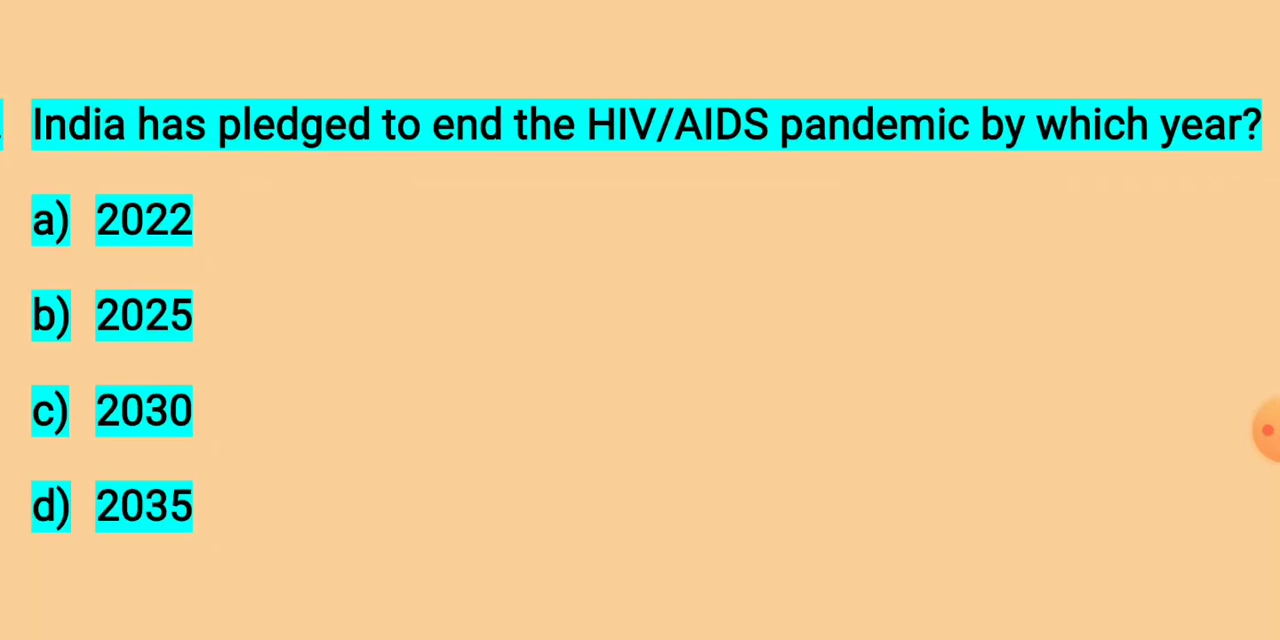 India has pledged to end the HIV/AIDS pandemic by which year?
a) 2022
b) 2025
c) 2030
d) 2035